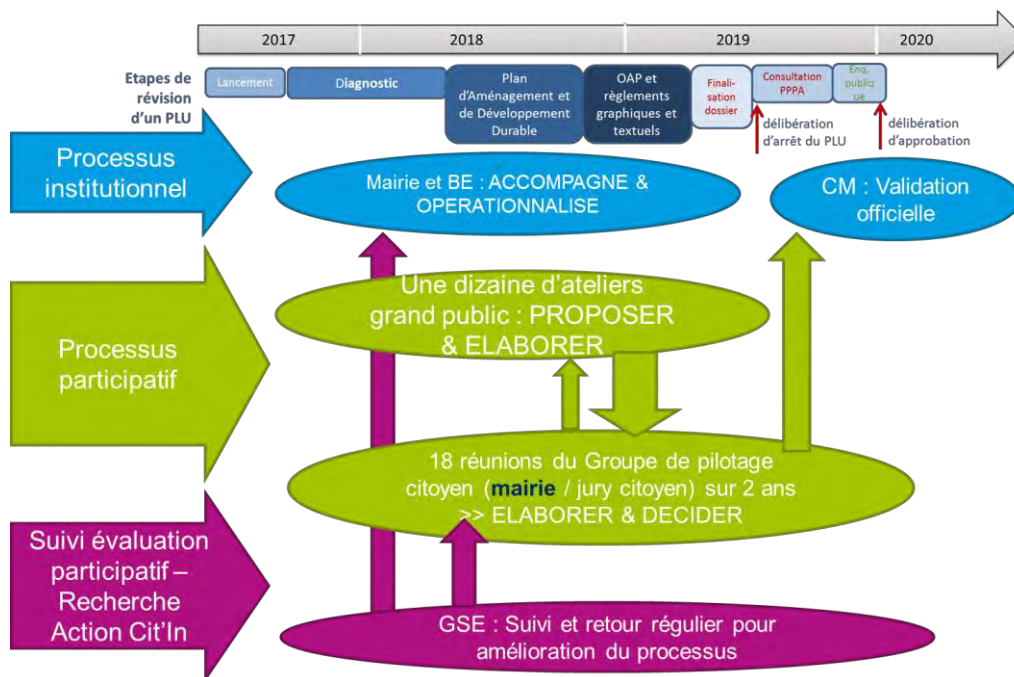 2017
2018
2019
2020
Etapes de
révision
d'un PLU
Lancement
Diagnostic
Plan
d'Aménagement et
de Développement
Durable
OAP et
règlements
graphiques et
textuels
Finali-
sation
dossier
Consultation
PPPA
Enq.
publiq
ue
délibération
d'arrêt du PLU
délibération
d'approbation
Processus
institutionnel
Mairie et BE : ACCOMPAGNE &
OPERATIONNALISE
CM : Validation
officielle
Processus
participatif
Une dizaine d'ateliers
grand public : PROPOSER
& ELABORER
18 réunions du Groupe de pilotage
citoyen (mairie / jury citoyen) sur 2 ans
>> ELABORER & DECIDER
Suivi évaluation
participatif –
Recherche
Action Cit'In
GSE : Suivi et retour régulier pour
amélioration du processus